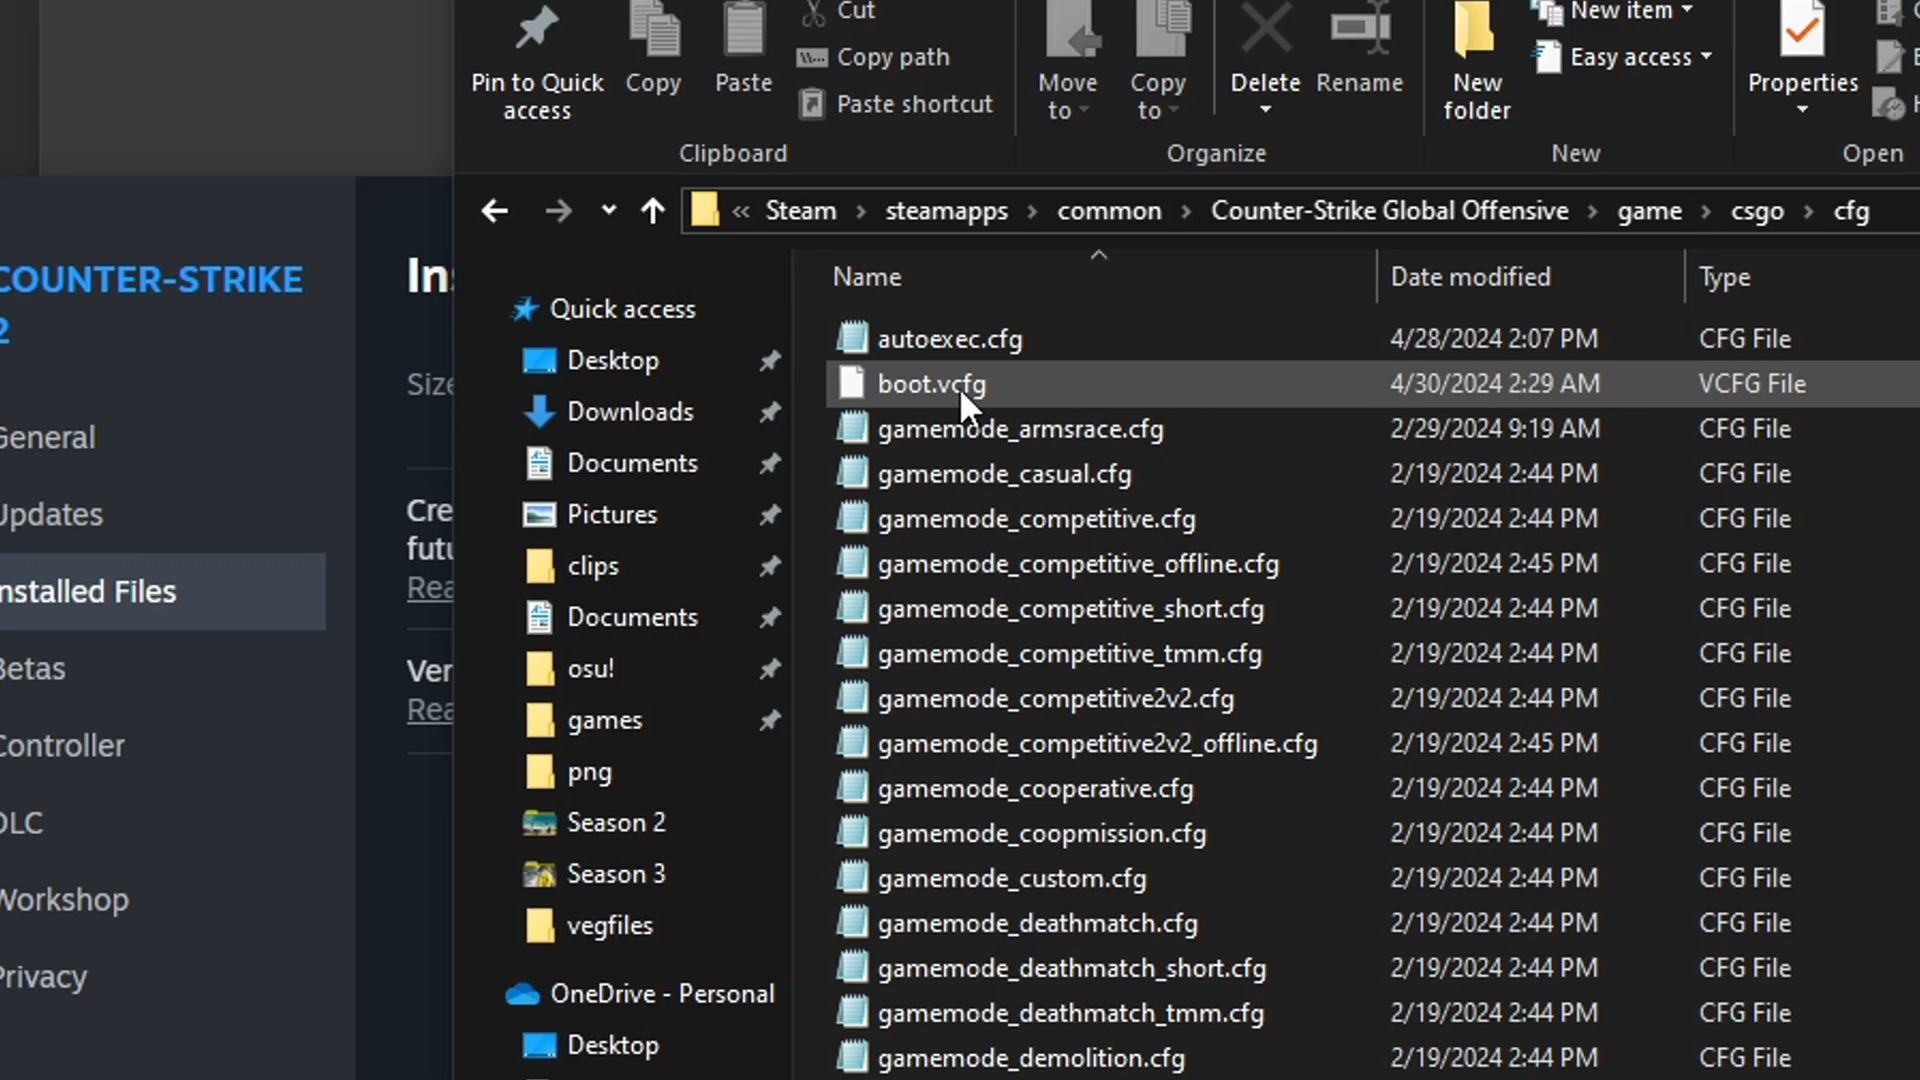 Pin to Quick access
Copy
Paste
Cut
Copy path
Paste shortcut
Clipboard
Move to
Copy to
Delete
Rename
Organize
New folder
New item
Easy access
New
Properties
Open
« Steam › steamapps › common › Counter-Strike Global Offensive › game › csgo › cfg
COUNTER-STRIKE
2
General
Updates
Installed Files
Betas
Controller
DLC
Workshop
Privacy
Quick access
Desktop
Downloads
Documents
Pictures
clips
Documents
osu!
games
png
Season 2
Season 3
vegfiles
OneDrive - Personal
Desktop
Name Date modified Type
autoexec.cfg 4/28/2024 2:07 PM CFG File
boot.vcfg 4/30/2024 2:29 AM VCFG File
gamemode_armsrace.cfg 2/29/2024 9:19 AM CFG File
gamemode_casual.cfg 2/19/2024 2:44 PM CFG File
gamemode_competitive.cfg 2/19/2024 2:44 PM CFG File
gamemode_competitive_offline.cfg 2/19/2024 2:45 PM CFG File
gamemode_competitive_short.cfg 2/19/2024 2:44 PM CFG File
gamemode_competitive_tmm.cfg 2/19/2024 2:44 PM CFG File
gamemode_competitive2v2.cfg 2/19/2024 2:44 PM CFG File
gamemode_competitive2v2_offline.cfg 2/19/2024 2:45 PM CFG File
gamemode_cooperative.cfg 2/19/2024 2:44 PM CFG File
gamemode_coopmission.cfg 2/19/2024 2:44 PM CFG File
gamemode_custom.cfg 2/19/2024 2:44 PM CFG File
gamemode_deathmatch.cfg 2/19/2024 2:44 PM CFG File
gamemode_deathmatch_short.cfg 2/19/2024 2:44 PM CFG File
gamemode_deathmatch_tmm.cfg 2/19/2024 2:44 PM CFG File
gamemode_demolition.cfg 2/19/2024 2:44 PM CFG File